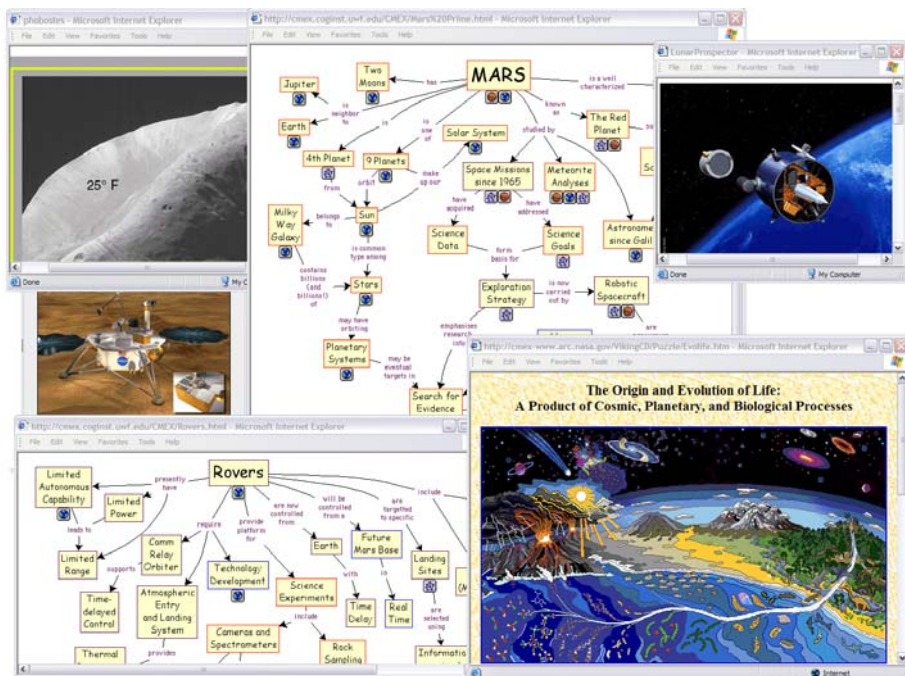 phobostes - Microsoft Internet Explorer
File Edit View Favorites Tools Help
25° F
Done
http://cmex.coginst.uwf.edu/CMEX/Mars%20Prime.html - Microsoft Internet Explorer
File Edit View Favorites Tools Help
MARS
Two
Moons
has
Jupiter
is
neighbor
to
Earth
is
4th Planet
is
one of
9 Planets
Solar System
make
up our
from
orbit
Sun
Milky
Way
Galaxy
belongs
to
is common
type among
contains
billions
(and
billions!) of
Stars
may have
orbiting
Planetary
Systems
may be
eventual
targets in
is a well
characterized
known
as
The Red
Planet
studied by
Space Missions
since 1965
Meteorite
Analyses
have
acquired
have
addressed
Science
Data
Science
Goals
form
basis for
Exploration
Strategy
is now
carried out
by
Robotic
Spacecraft
emphasises
research
into
Search for
Evidence
since Galil
LunarProspector - Microsoft Internet Explorer
File Edit View Favorites Tools Help
Done
My Computer
http://cmex.coginst.uwf.edu/CMEX/Rovers.html - Microsoft Internet Explorer
File Edit View Favorites Tools Help
Rovers
Limited
Autonomous
Capability
presently
have
Limited
Power
leads to
Limited
Range
supports
Time-
delayed
Control
Thermal
require
Comm
Relay
Orbiter
Atmospheric
Entry
and Landing
System
provides
Technology
Development
provide
platform
for
Science
Experiments
include
Cameras and
Spectrometers
Rock
Sampling
are now
controlled
from
Earth
with
Time
Delay
will be
controlled
from a
Future
Mars Base
is
Real
Time
are
targetted
to specific
Landing
Sites
are
selected
using
include
http://cmex-www.arc.nasa.gov/VikingCD/Puzzle/Evolife.htm - Microsoft Internet Explorer
File Edit View Favorites Tools Help
The Origin and Evolution of Life:
A Product of Cosmic, Planetary, and Biological Processes
Internet